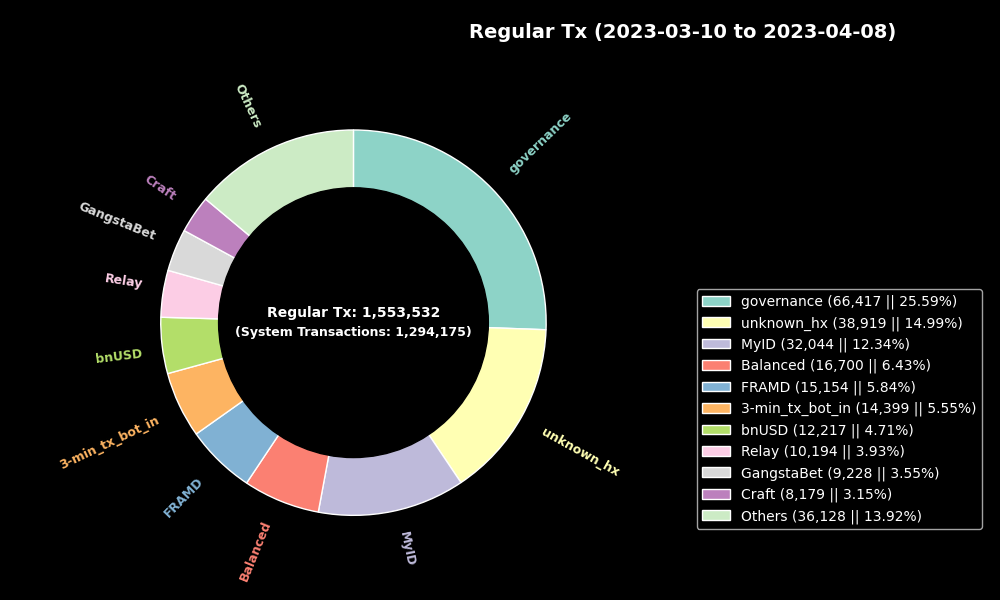 Regular Tx (2023-03-10 to 2023-04-08)
Others
governance
Craft
GangstaBet
Relay
bnUSD
3-min_tx_bot_in
FRAMD
Balanced
MyID
unknown_hx
Regular Tx: 1,553,532
(System Transactions: 1,294,175)
governance (66,417 || 25.59%)
unknown_hx (38,919 || 14.99%)
MyID (32,044 || 12.34%)
Balanced (16,700 || 6.43%)
FRAMD (15,154 || 5.84%)
3-min_tx_bot_in (14,399 || 5.55%)
bnUSD (12,217 || 4.71%)
Relay (10,194 || 3.93%)
GangstaBet (9,228 || 3.55%)
Craft (8,179 || 3.15%)
Others (36,128 || 13.92%)